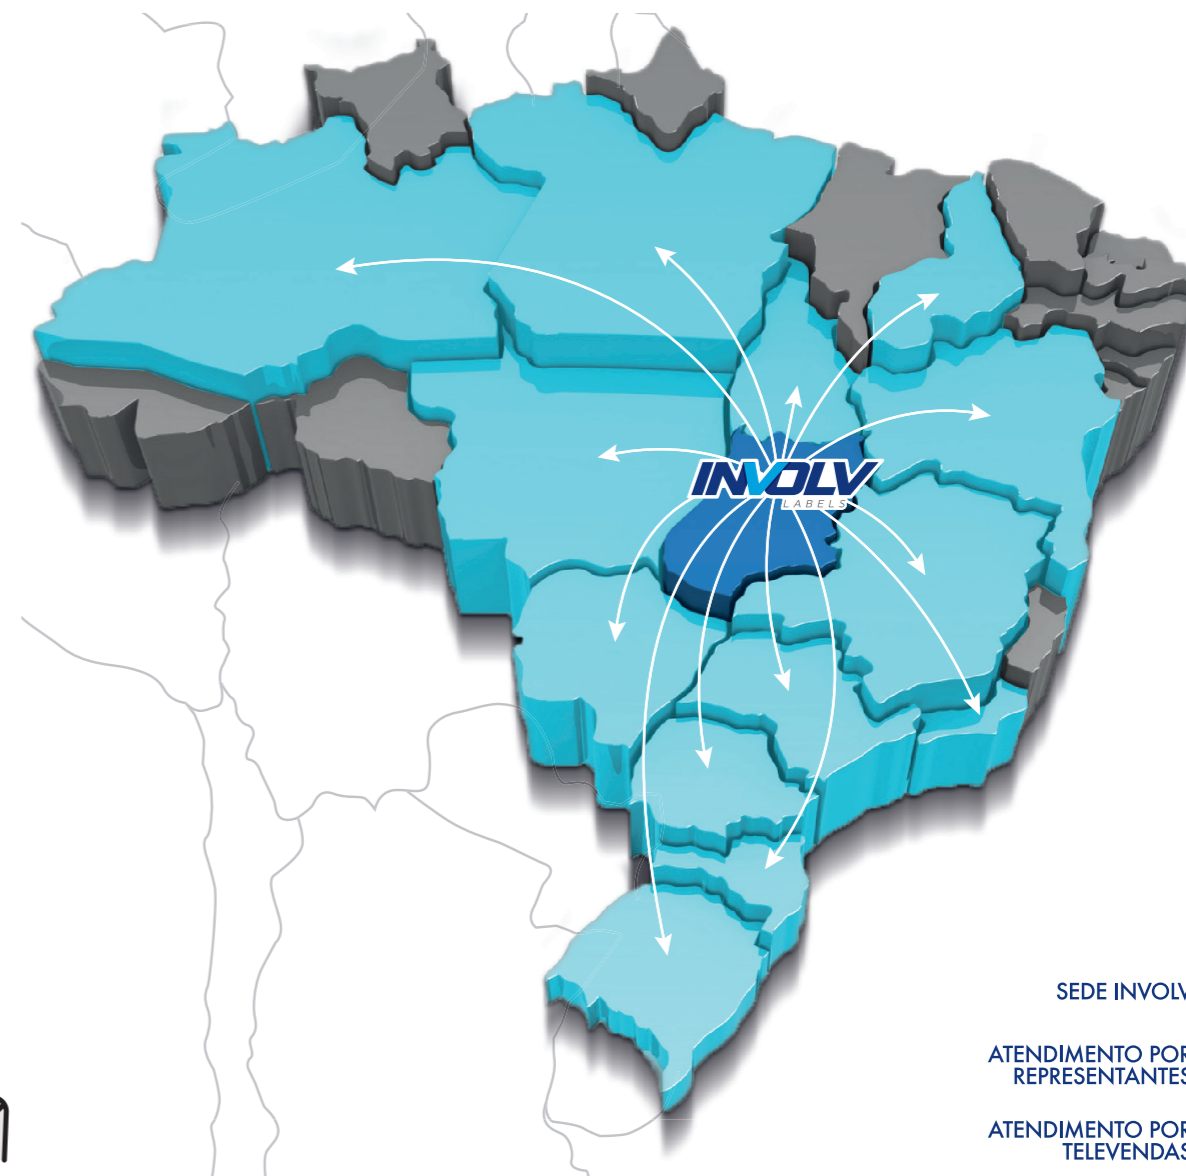 INVOLV
LABELS
SEDE INVOLV
ATENDIMENTO POR
REPRESENTANTES
ATENDIMENTO POR
TELEVENDAS